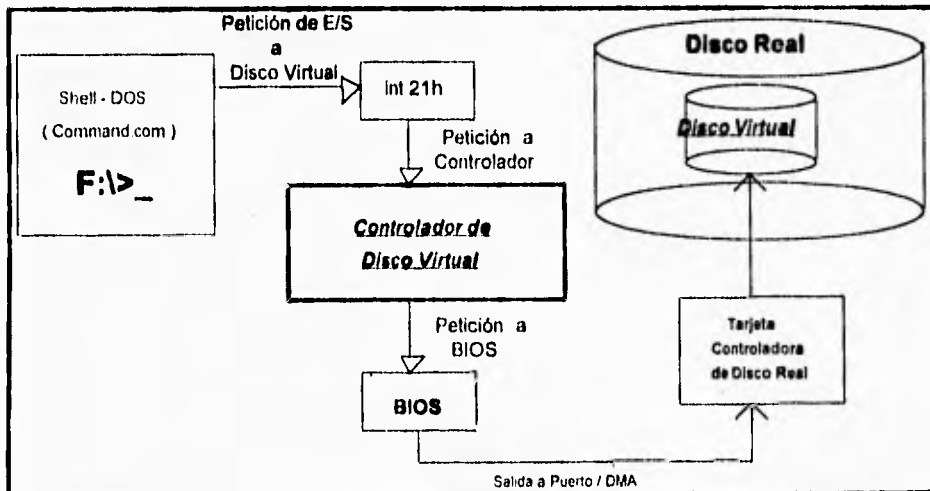 Petición de E/S
a
Disco Virtual
Shell - DOS
( Command.com )
F:\>_
Int 21h
Petición a
Controlador
Controlador de
Disco Virtual
Petición a
BIOS
BIOS
Salida a Puerto / DMA
Tarjeta
Controladora
de Disco Real
Disco Real
Disco Virtual